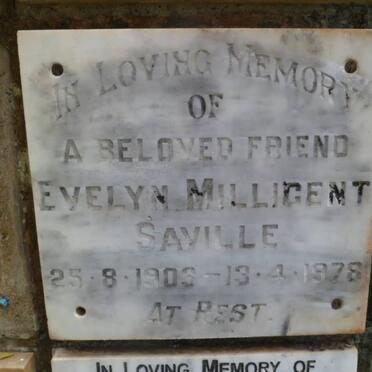 IN LOVING MEMORY
OF
A BELOVED FRIEND
EVELYN MILLICENT
SAVILLE
25·8·1903–13·4·1978
AT REST.
IN LOVING MEMORY OF